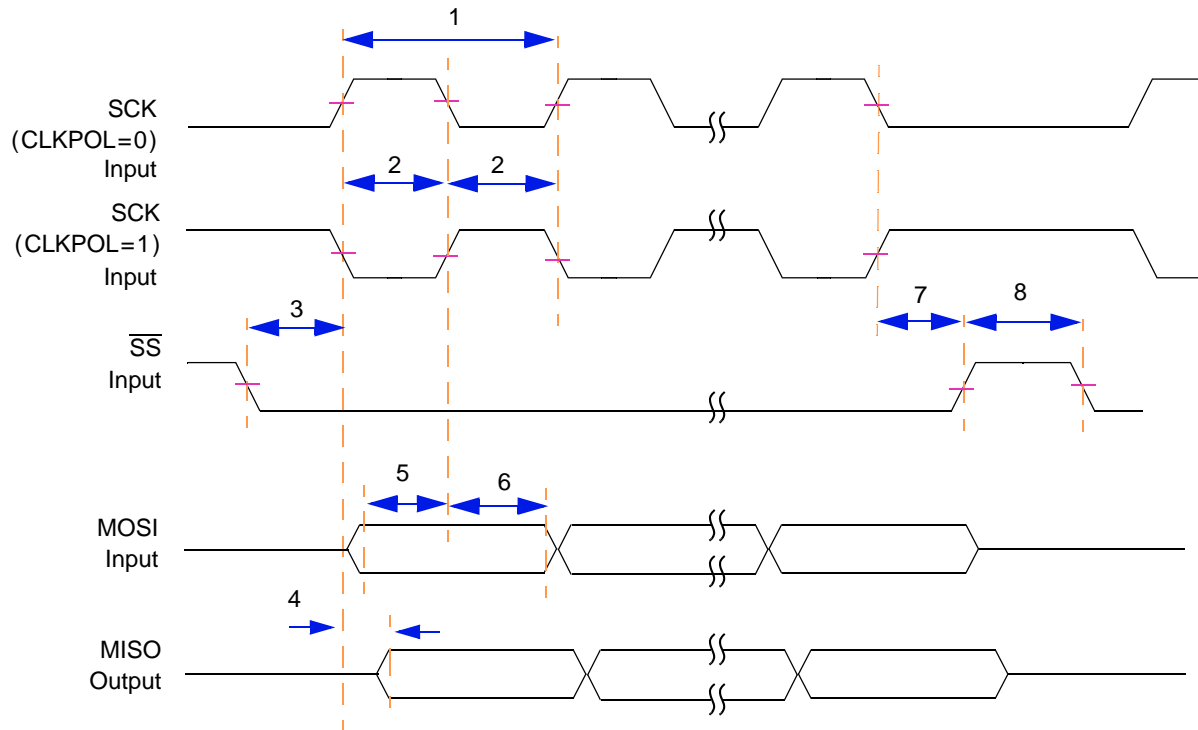 1
SCK
(CLKPOL=0)
Input
2
2
SCK
(CLKPOL=1)
Input
3
7
8
S̅S̅
Input
5
6
MOSI
Input
4
MISO
Output